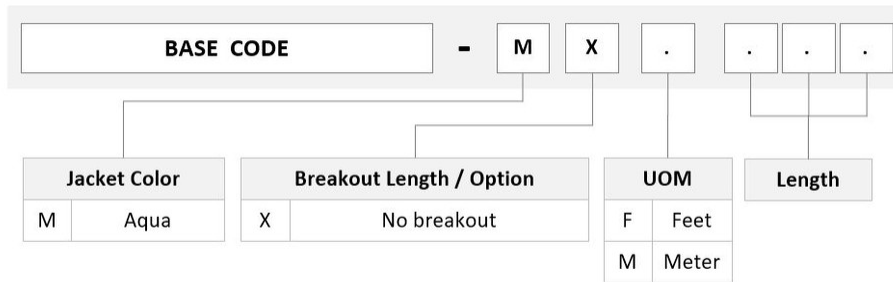 BASE CODE - M X . . . .
Jacket Color Breakout Length / Option UOM Length
M Aqua X No breakout F Feet
M Meter